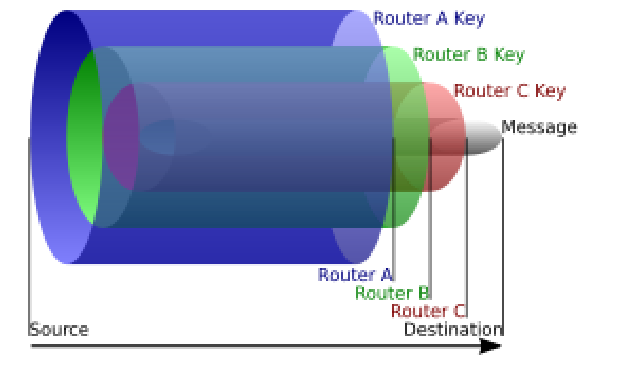 Router A Key
Router B Key
Router C Key
Message
Router A
Router B
Router C
Source
Destination